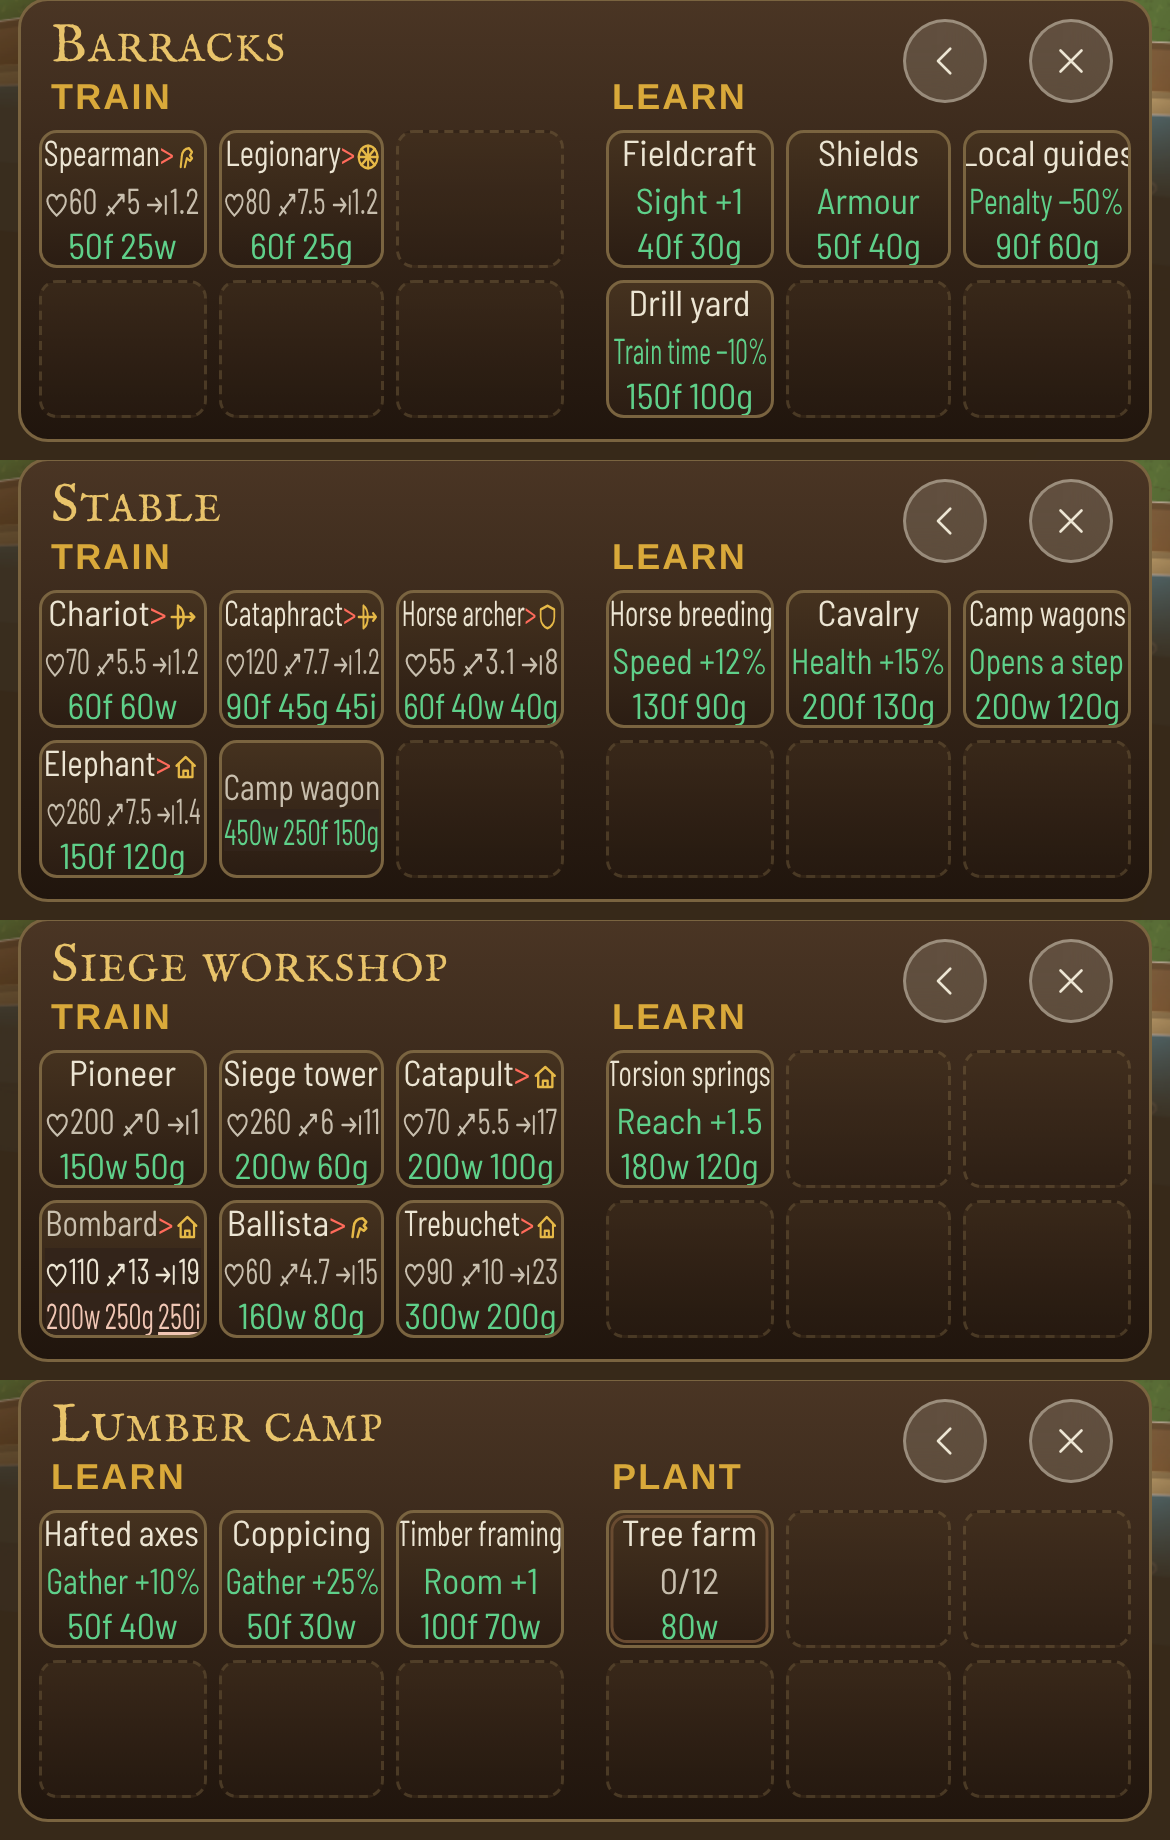 Barracks
TRAIN
LEARN
Spearman>
Legionary>
Fieldcraft
Shields
Local guides
60 5 1.2
80 7.5 1.2
Sight +1
Armour
Penalty −50%
50f 25w
60f 25g
40f 30g
50f 40g
90f 60g
Drill yard
Train time −10%
150f 100g
Stable
TRAIN
LEARN
Chariot>
Cataphract>
Horse archer>
Horse breeding
Cavalry
Camp wagons
70 5.5 1.2
120 7.7 1.2
55 3.1 8
Speed +12%
Health +15%
Opens a step
60f 60w
90f 45g 45i
60f 40w 40g
130f 90g
200f 130g
200w 120g
Elephant>
Camp wagon
260 7.5 1.4
450w 250f 150g
150f 120g
Siege workshop
TRAIN
LEARN
Pioneer
Siege tower
Catapult>
Torsion springs
200 0 1
260 6 11
70 5.5 17
Reach +1.5
150w 50g
200w 60g
200w 100g
180w 120g
Bombard>
Ballista>
Trebuchet>
110 13 19
60 4.7 15
90 10 23
200w 250g 250i
160w 80g
300w 200g
Lumber camp
LEARN
PLANT
Hafted axes
Coppicing
Timber framing
Tree farm
Gather +10%
Gather +25%
Room +1
0/12
50f 40w
50f 30w
100f 70w
80w